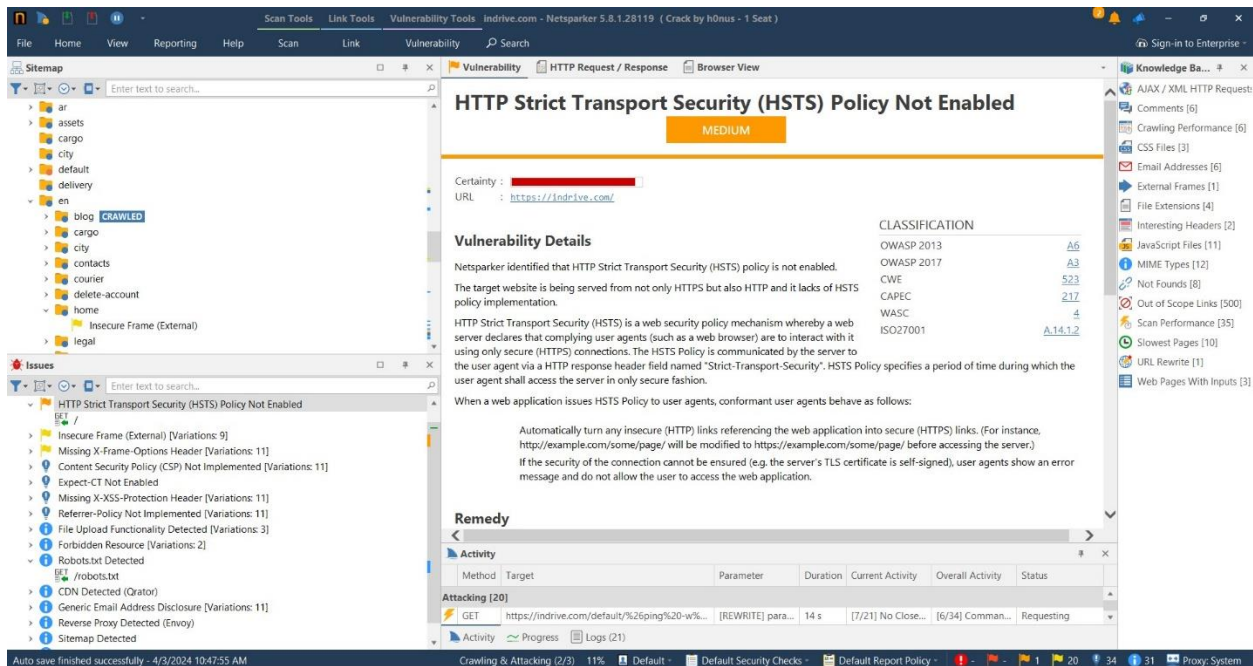 Scan Tools Link Tools Vulnerability Tools indrive.com - Netsparker 5.8.1.28119 ( Crack by h0nus - 1 Seat )
2
File Home View Reporting Help Scan Link Vulnerability Search Sign-in to Enterprise
Sitemap
Enter text to search...
ar
assets
cargo
city
default
delivery
en
blog CRAWLED
cargo
city
contacts
courier
delete-account
home
Insecure Frame (External)
legal
Issues
Enter text to search...
HTTP Strict Transport Security (HSTS) Policy Not Enabled
GET /
Insecure Frame (External) [Variations: 9]
Missing X-Frame-Options Header [Variations: 11]
Content Security Policy (CSP) Not Implemented [Variations: 11]
Expect-CT Not Enabled
Missing X-XSS-Protection Header [Variations: 11]
Referrer-Policy Not Implemented [Variations: 11]
File Upload Functionality Detected [Variations: 3]
Forbidden Resource [Variations: 2]
Robots.txt Detected
GET /robots.txt
CDN Detected (Qrator)
Generic Email Address Disclosure [Variations: 11]
Reverse Proxy Detected (Envoy)
Sitemap Detected
Vulnerability HTTP Request / Response Browser View
HTTP Strict Transport Security (HSTS) Policy Not Enabled
MEDIUM
Certainty :
URL : https://indrive.com/
CLASSIFICATION
OWASP 2013 A6
OWASP 2017 A3
CWE 523
CAPEC 217
WASC 4
ISO27001 A.14.1.2
Vulnerability Details
Netsparker identified that HTTP Strict Transport Security (HSTS) policy is not enabled.
The target website is being served from not only HTTPS but also HTTP and it lacks of HSTS
policy implementation.
HTTP Strict Transport Security (HSTS) is a web security policy mechanism whereby a web
server declares that complying user agents (such as a web browser) are to interact with it
using only secure (HTTPS) connections. The HSTS Policy is communicated by the server to
the user agent via a HTTP response header field named "Strict-Transport-Security". HSTS Policy specifies a period of time during which the
user agent shall access the server in only secure fashion.
When a web application issues HSTS Policy to user agents, conformant user agents behave as follows:
Automatically turn any insecure (HTTP) links referencing the web application into secure (HTTPS) links. (For instance,
http://example.com/some/page/ will be modified to https://example.com/some/page/ before accessing the server.)
If the security of the connection cannot be ensured (e.g. the server's TLS certificate is self-signed), user agents show an error
message and do not allow the user to access the web application.
Remedy
Activity
Method Target Parameter Duration Current Activity Overall Activity Status
Attacking [20]
GET https://indrive.com/default/%26ping%20-w%... [REWRITE] para... 14 s [7/21] No Close... [6/34] Comman... Requesting
Activity Progress Logs (21)
Knowledge Ba...
AJAX / XML HTTP Requests
Comments [6]
Crawling Performance [6]
CSS Files [3]
Email Addresses [6]
External Frames [1]
File Extensions [4]
Interesting Headers [2]
JavaScript Files [11]
MIME Types [12]
Not Founds [8]
Out of Scope Links [500]
Scan Performance [35]
Slowest Pages [10]
URL Rewrite [1]
Web Pages With Inputs [3]
Auto save finished successfully - 4/3/2024 10:47:55 AM Crawling & Attacking (2/3) 11% Default Default Security Checks Default Report Policy - - 1 20 34 31 Proxy: System